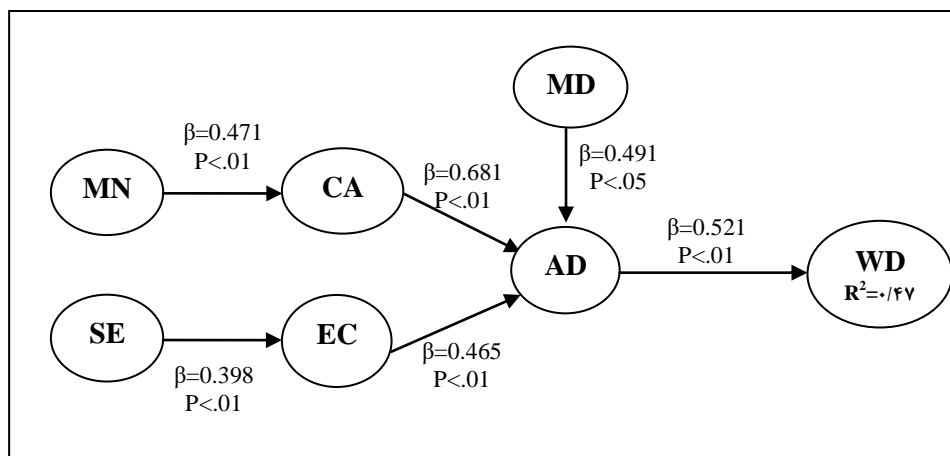 MD
β=0.471
P<.01
β=0.491
P<.05
MN
CA
β=0.681
P<.01
β=0.521
P<.01
AD
WD
R²=۰/۴۷
SE
EC
β=0.398
P<.01
β=0.465
P<.01